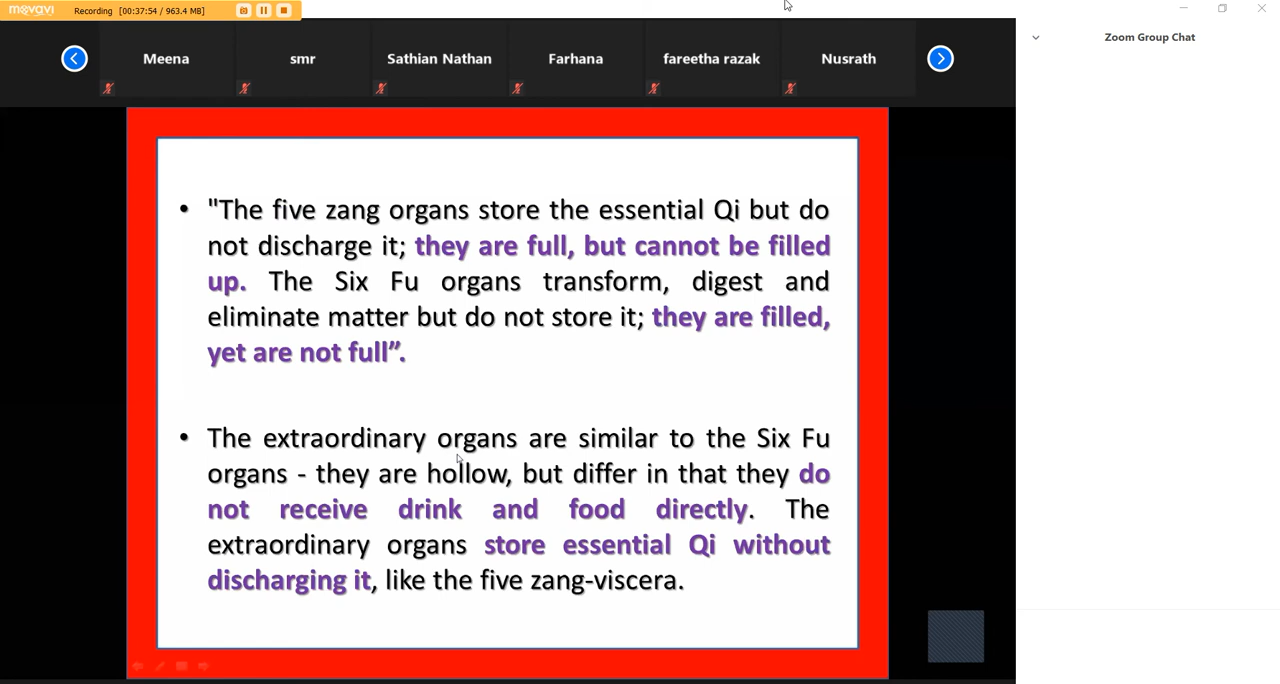 movavi
Recording [00:37:54 / 963.4 MB]
Meena
smr
Sathian Nathan
Farhana
fareetha razak
Nusrath
Zoom Group Chat
• "The five zang organs store the essential Qi but do
not discharge it; they are full, but cannot be filled
up. The Six Fu organs transform, digest and
eliminate matter but do not store it; they are filled,
yet are not full”.
• The extraordinary organs are similar to the Six Fu
organs - they are hollow, but differ in that they do
not receive drink and food directly. The
extraordinary organs store essential Qi without
discharging it, like the five zang-viscera.